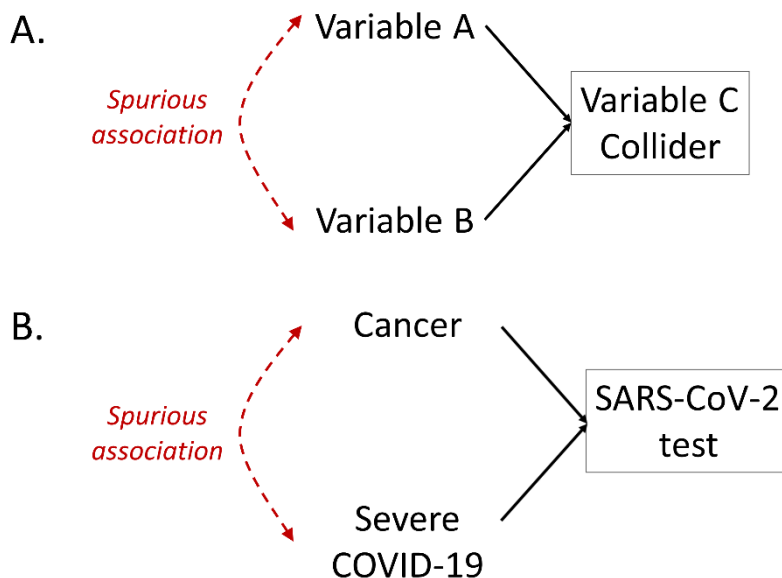 A.
Variable A
Spurious
association
Variable C
Collider
Variable B
B.
Cancer
Spurious
association
SARS-CoV-2
test
Severe
COVID-19